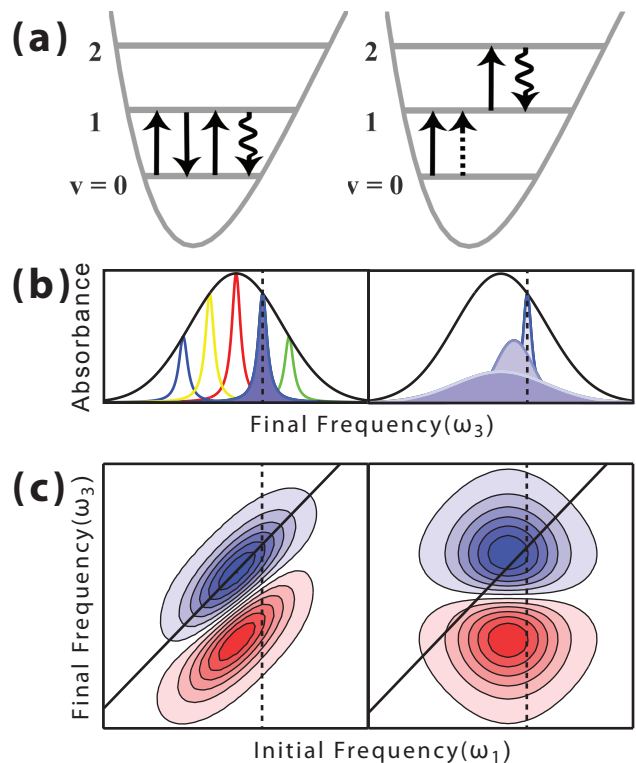 (a)
2
1
v = 0
2
1
v = 0
(b)
Absorbance
Final Frequency(ω₃)
(c)
Final Frequency(ω₃)
Initial Frequency(ω₁)